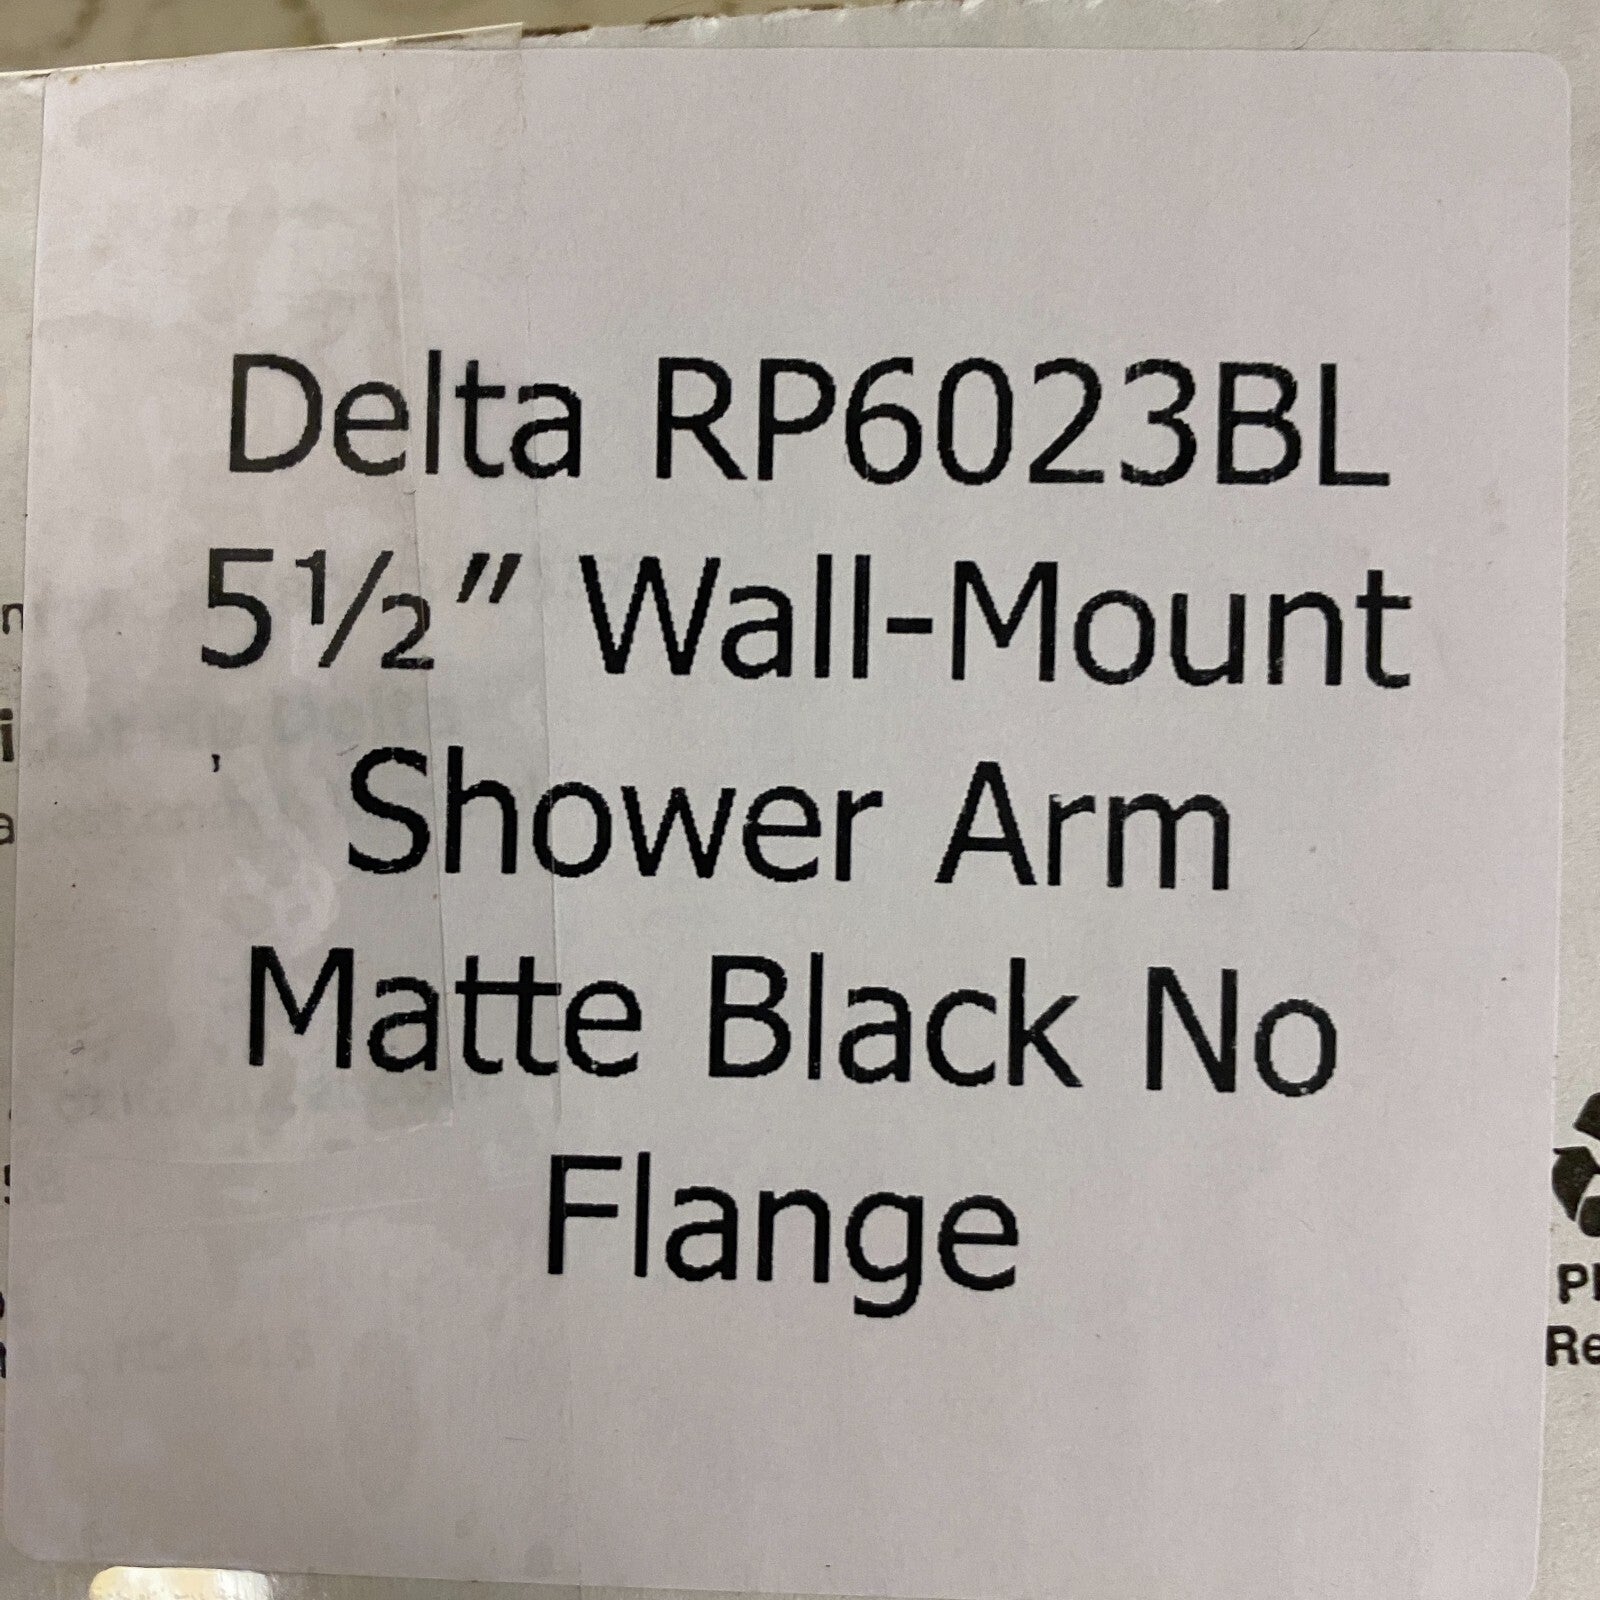 Delta RP6023BL
5½" Wall-Mount
Shower Arm
Matte Black No
Flange